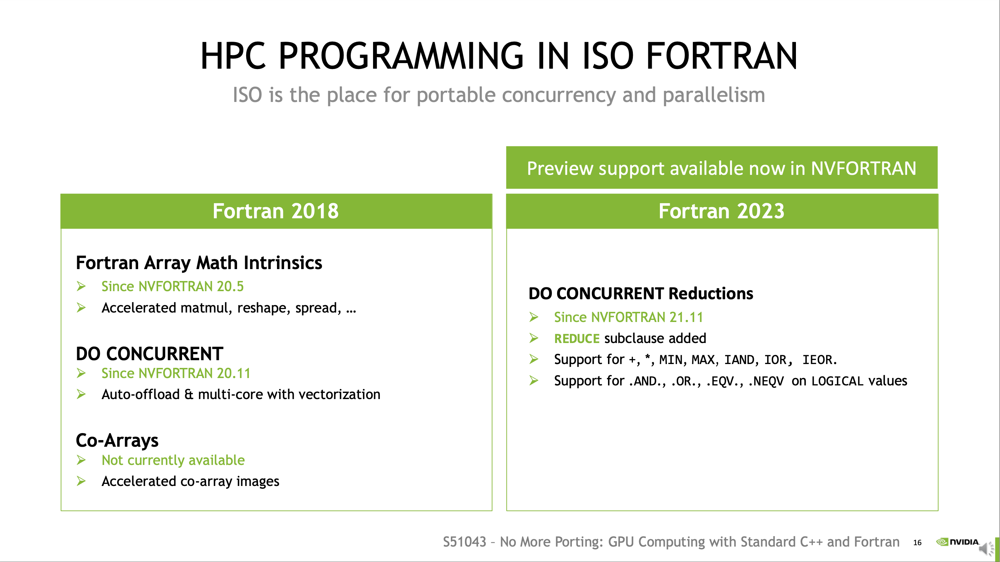 HPC PROGRAMMING IN ISO FORTRAN
ISO is the place for portable concurrency and parallelism
Preview support available now in NVFORTRAN
Fortran 2018
Fortran Array Math Intrinsics
Since NVFORTRAN 20.5
Accelerated matmul, reshape, spread, …
DO CONCURRENT
Since NVFORTRAN 20.11
Auto-offload & multi-core with vectorization
Co-Arrays
Not currently available
Accelerated co-array images
Fortran 2023
DO CONCURRENT Reductions
Since NVFORTRAN 21.11
REDUCE subclause added
Support for +, *, MIN, MAX, IAND, IOR, IEOR.
Support for .AND., .OR., .EQV., .NEQV on LOGICAL values
S51043 – No More Porting: GPU Computing with Standard C++ and Fortran
16
NVIDIA.